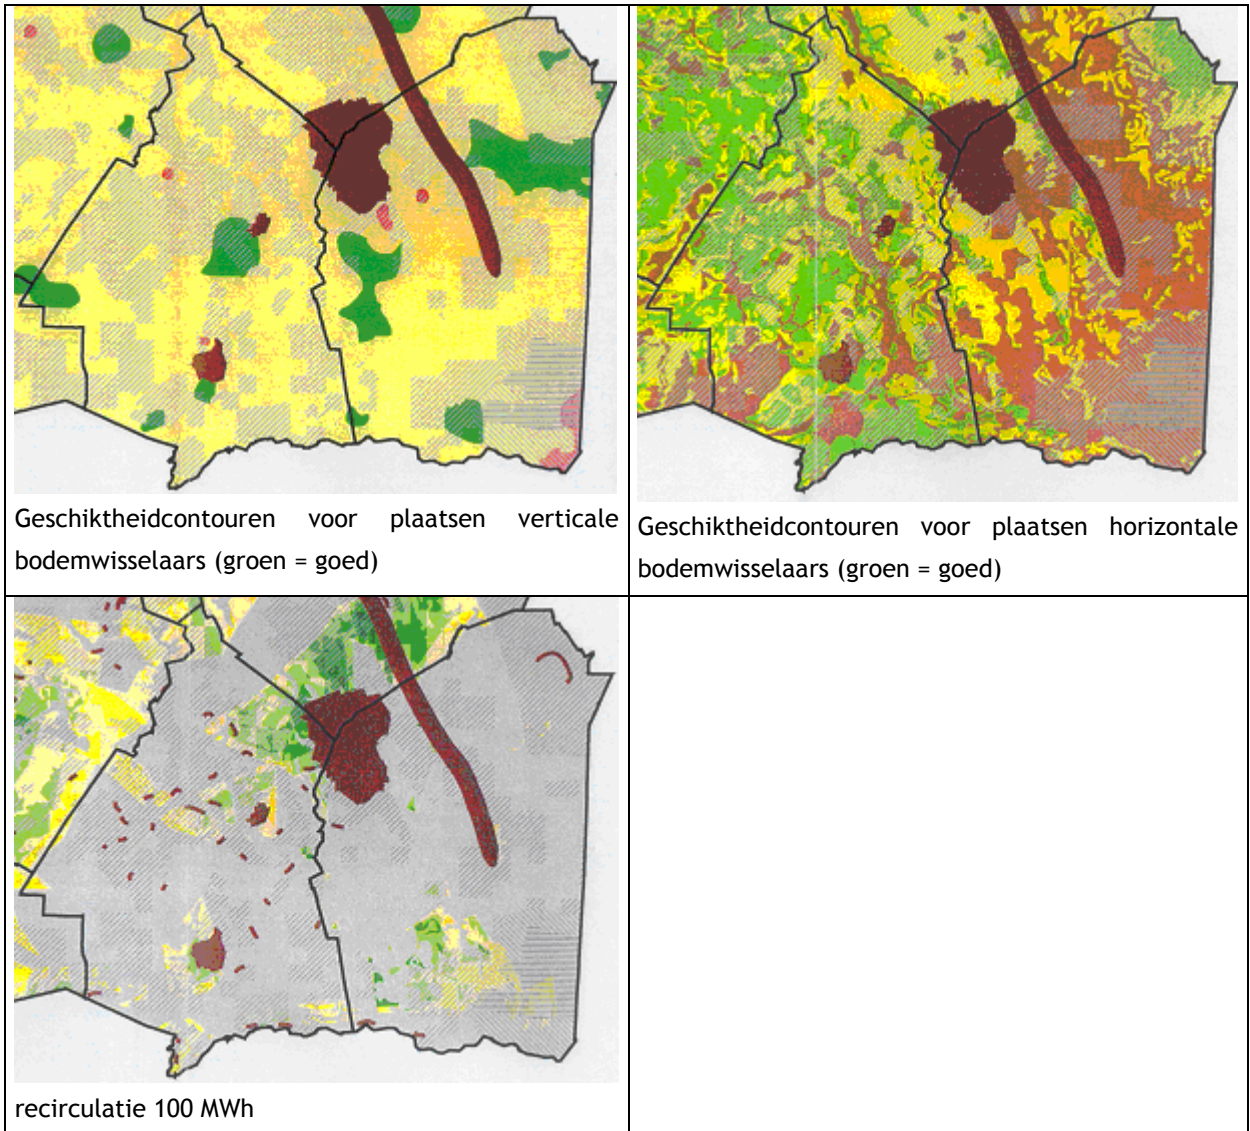 Geschiktheidcontouren voor plaatsen verticale
bodemwisselaars (groen = goed)
Geschiktheidcontouren voor plaatsen horizontale
bodemwisselaars (groen = goed)
recirculatie 100 MWh